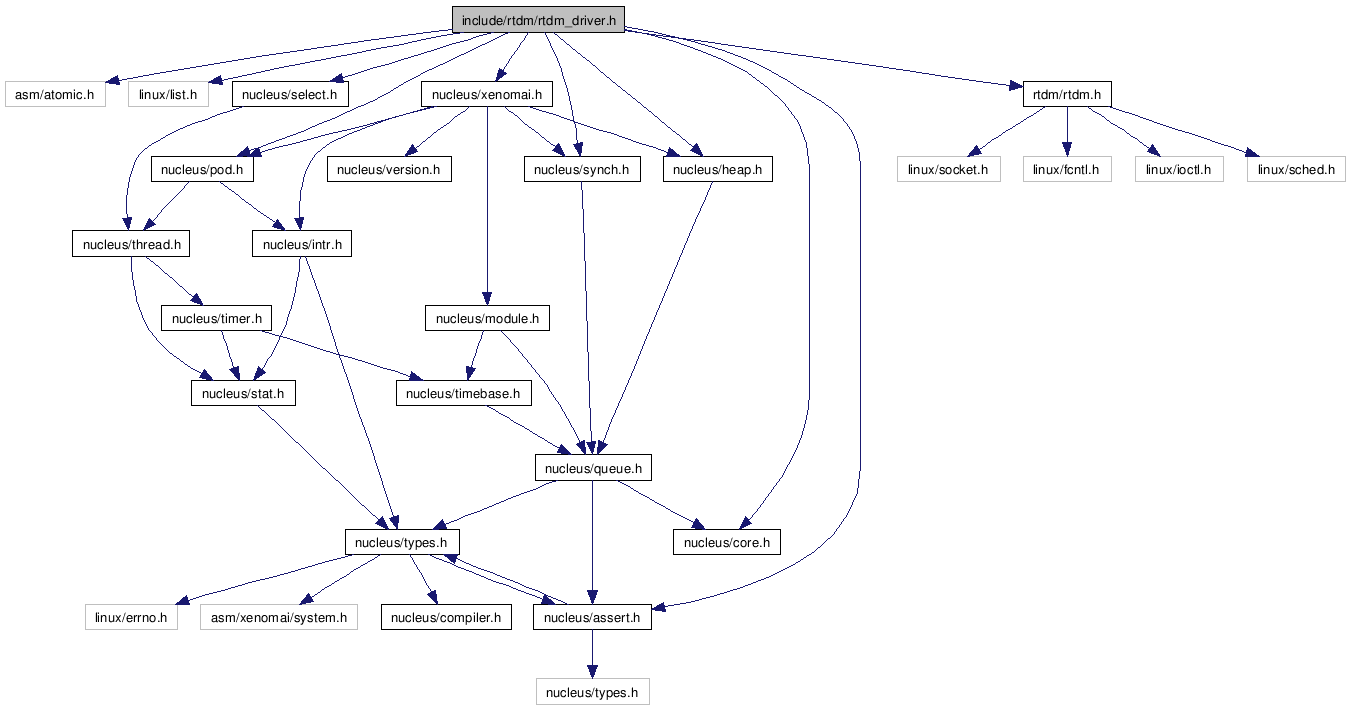 include/rtdm/rtdm_driver.h
asm/atomic.h
linux/list.h
nucleus/select.h
nucleus/xenomai.h
rtdm/rtdm.h
nucleus/pod.h
nucleus/version.h
nucleus/synch.h
nucleus/heap.h
linux/socket.h
linux/fcntl.h
linux/ioctl.h
linux/sched.h
nucleus/thread.h
nucleus/intr.h
nucleus/timer.h
nucleus/module.h
nucleus/stat.h
nucleus/timebase.h
nucleus/queue.h
nucleus/types.h
nucleus/core.h
linux/errno.h
asm/xenomai/system.h
nucleus/compiler.h
nucleus/assert.h
nucleus/types.h